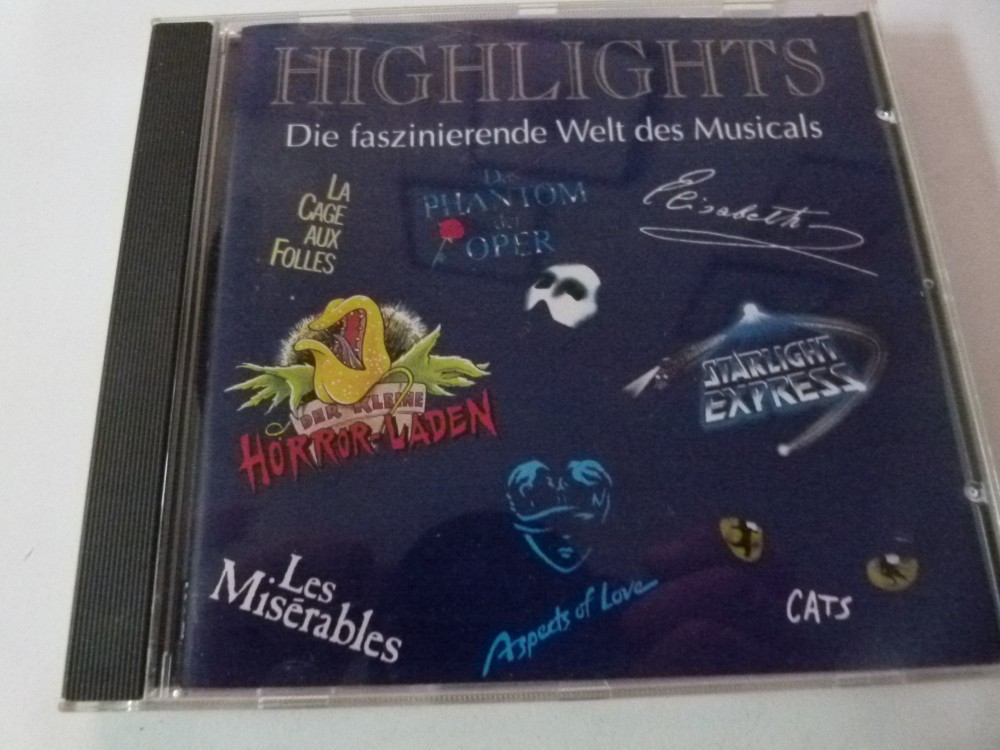 HIGHLIGHTS
Die faszinierende Welt des Musicals
LA
CAGE
AUX
FOLLES
Das
PHANTOM
der
OPER
Elisabeth
DER KLEINE
HORROR-LADEN
STARLIGHT
EXPRESS
Les
Misérables
Aspects of Love
CATS